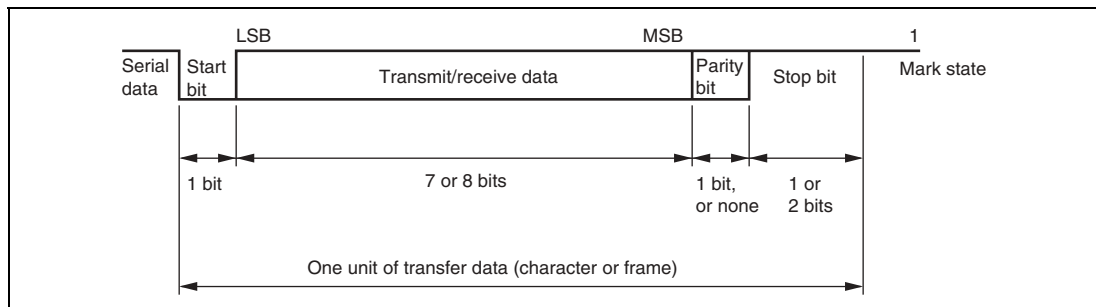 LSB MSB 1
Serial data Start bit Transmit/receive data Parity bit Stop bit Mark state
1 bit 7 or 8 bits 1 bit, or none 1 or 2 bits
One unit of transfer data (character or frame)